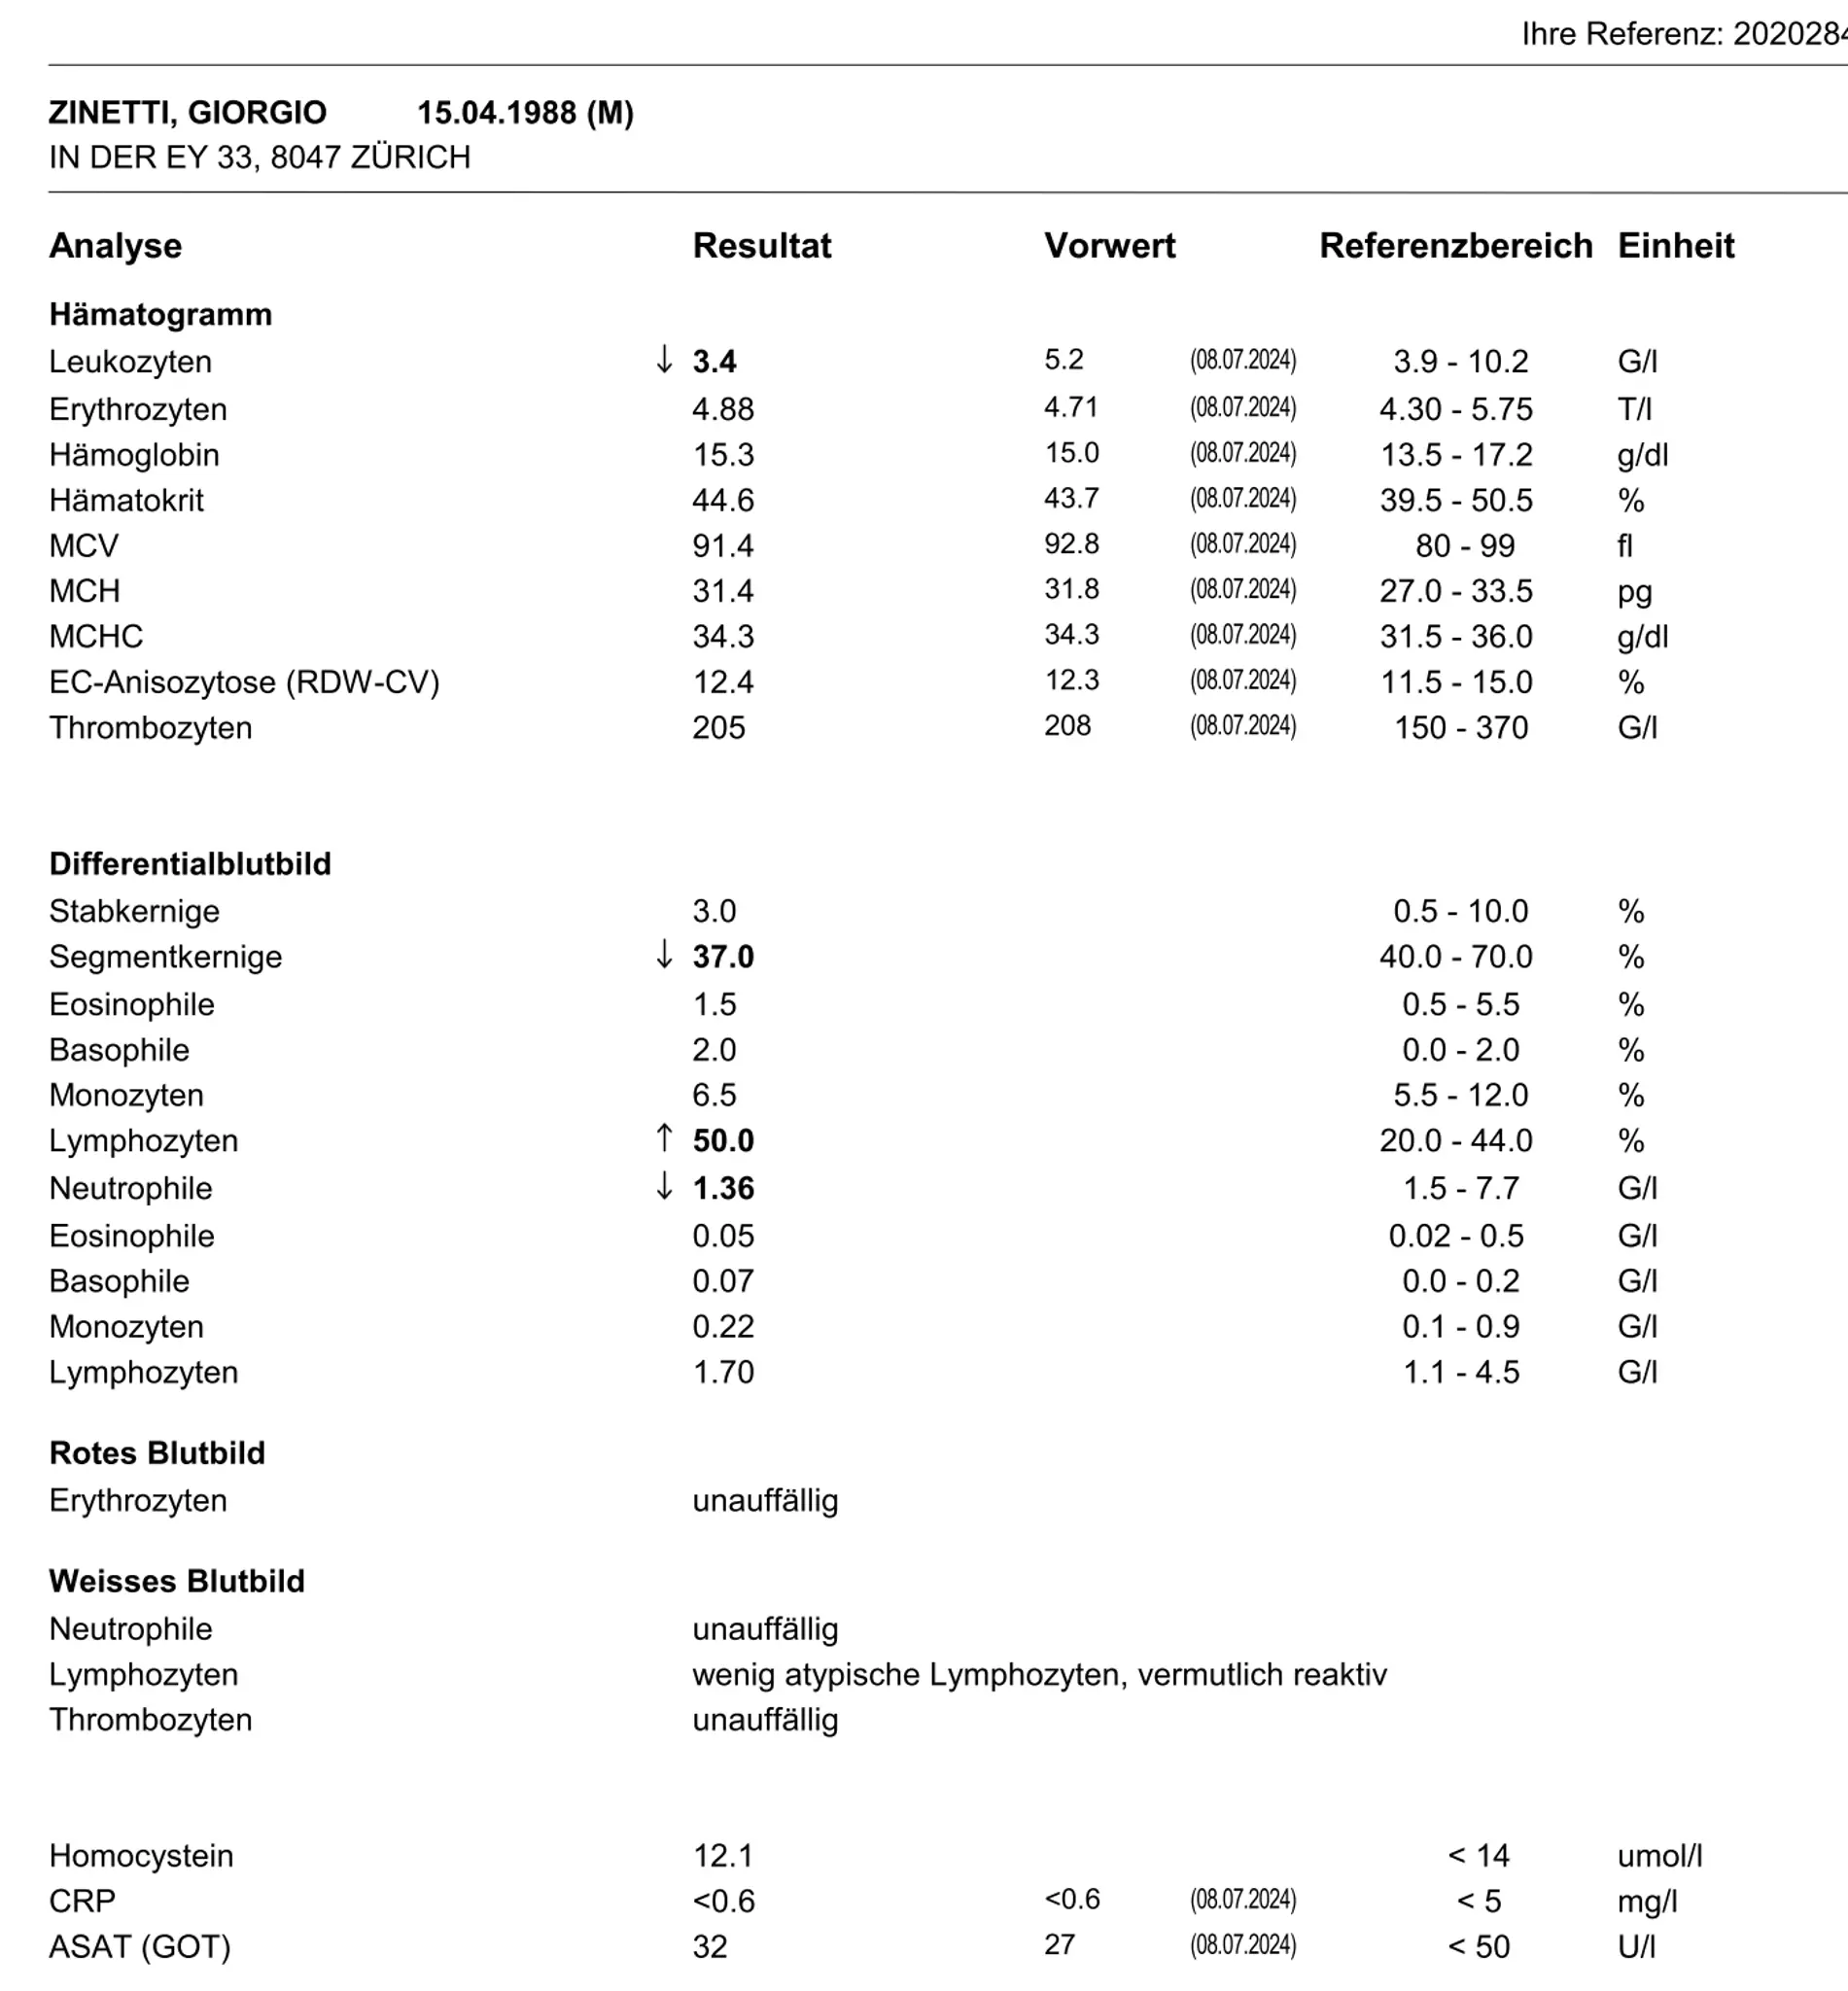 Ihre Referenz: 2020284
ZINETTI, GIORGIO 15.04.1988 (M)
IN DER EY 33, 8047 ZÜRICH
Analyse Resultat Vorwert Referenzbereich Einheit
Hämatogramm
Leukozyten ↓ 3.4 5.2 (08.07.2024) 3.9 - 10.2 G/l
Erythrozyten 4.88 4.71 (08.07.2024) 4.30 - 5.75 T/l
Hämoglobin 15.3 15.0 (08.07.2024) 13.5 - 17.2 g/dl
Hämatokrit 44.6 43.7 (08.07.2024) 39.5 - 50.5 %
MCV 91.4 92.8 (08.07.2024) 80 - 99 fl
MCH 31.4 31.8 (08.07.2024) 27.0 - 33.5 pg
MCHC 34.3 34.3 (08.07.2024) 31.5 - 36.0 g/dl
EC-Anisozytose (RDW-CV) 12.4 12.3 (08.07.2024) 11.5 - 15.0 %
Thrombozyten 205 208 (08.07.2024) 150 - 370 G/l
Differentialblutbild
Stabkernige 3.0 0.5 - 10.0 %
Segmentkernige ↓ 37.0 40.0 - 70.0 %
Eosinophile 1.5 0.5 - 5.5 %
Basophile 2.0 0.0 - 2.0 %
Monozyten 6.5 5.5 - 12.0 %
Lymphozyten ↑ 50.0 20.0 - 44.0 %
Neutrophile ↓ 1.36 1.5 - 7.7 G/l
Eosinophile 0.05 0.02 - 0.5 G/l
Basophile 0.07 0.0 - 0.2 G/l
Monozyten 0.22 0.1 - 0.9 G/l
Lymphozyten 1.70 1.1 - 4.5 G/l
Rotes Blutbild
Erythrozyten unauffällig
Weisses Blutbild
Neutrophile unauffällig
Lymphozyten wenig atypische Lymphozyten, vermutlich reaktiv
Thrombozyten unauffällig
Homocystein 12.1 < 14 umol/l
CRP <0.6 <0.6 (08.07.2024) < 5 mg/l
ASAT (GOT) 32 27 (08.07.2024) < 50 U/l